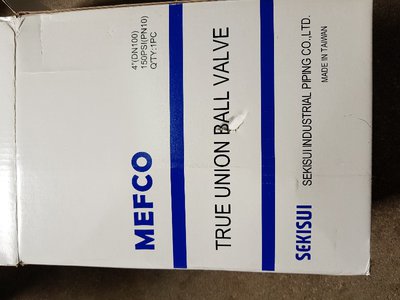 4"(DN100)
150PSI/(PN10)
Q'TY:1PC
MEFCO
TRUE UNION BALL VALVE
SEKISUI SEKISUI INDUSTRIAL PIPING CO.,LTD.
MADE IN TAIWAN